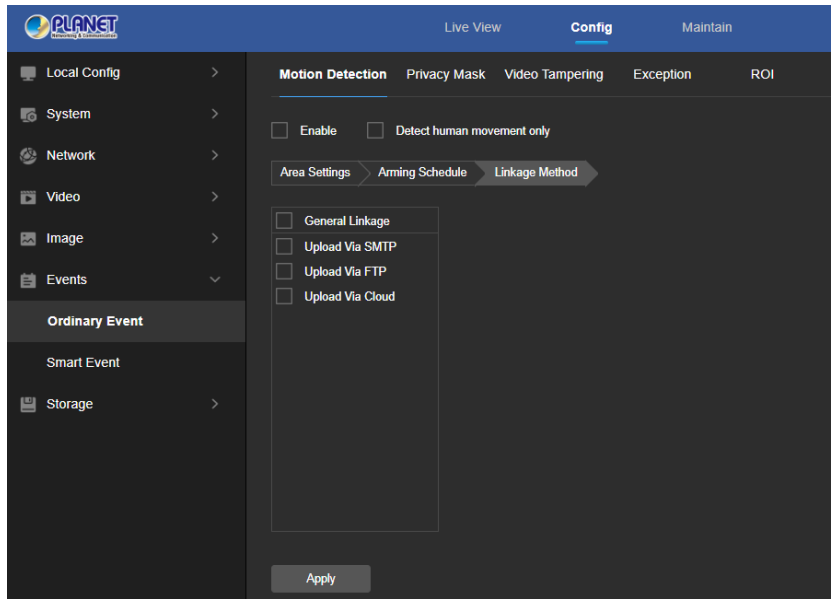 PLANET
Networking & Communication
Live View
Config
Maintain
Local Config
System
Network
Video
Image
Events
Ordinary Event
Smart Event
Storage
Motion Detection
Privacy Mask
Video Tampering
Exception
ROI
Enable
Detect human movement only
Area Settings
Arming Schedule
Linkage Method
General Linkage
Upload Via SMTP
Upload Via FTP
Upload Via Cloud
Apply